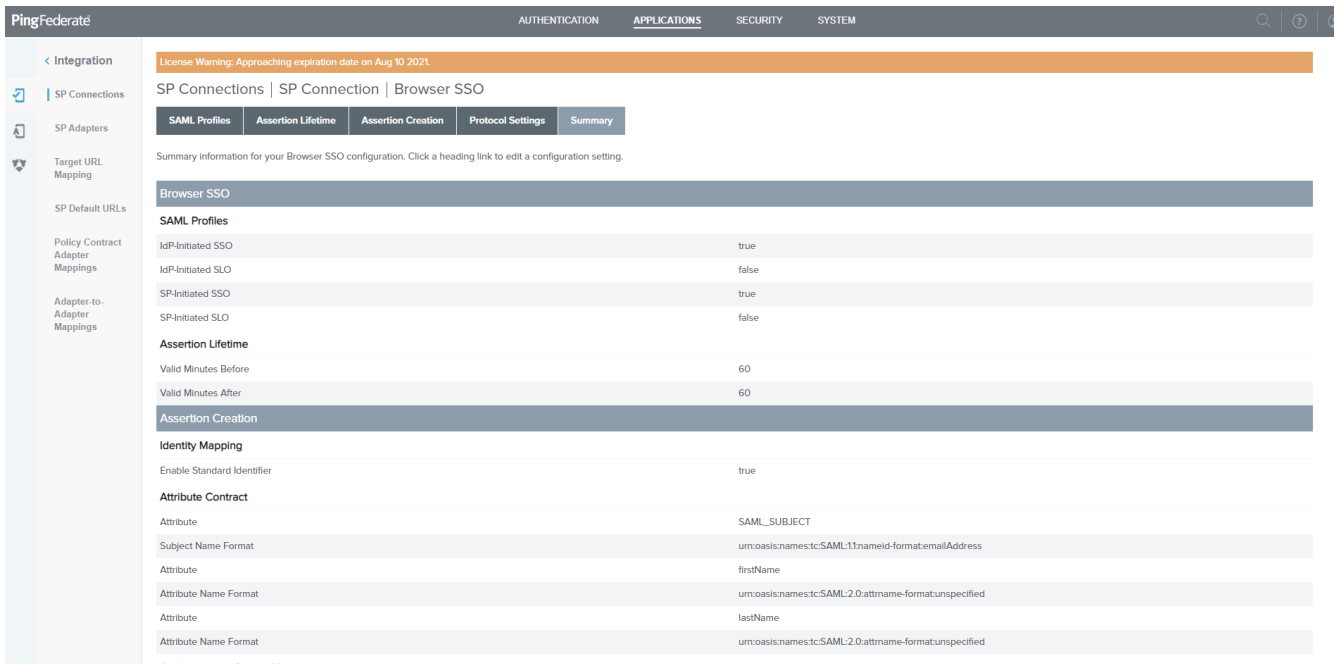 PingFederate
AUTHENTICATION
APPLICATIONS
SECURITY
SYSTEM
Integration
SP Connections
SP Adapters
Target URL
Mapping
SP Default URLs
Policy Contract
Adapter
Mappings
Adapter-to-
Adapter
Mappings
License Warning: Approaching expiration date on Aug 10 2021.
SP Connections | SP Connection | Browser SSO
SAML Profiles
Assertion Lifetime
Assertion Creation
Protocol Settings
Summary
Summary information for your Browser SSO configuration. Click a heading link to edit a configuration setting.
Browser SSO
SAML Profiles
IdP-Initiated SSO true
IdP-Initiated SLO false
SP-Initiated SSO true
SP-Initiated SLO false
Assertion Lifetime
Valid Minutes Before 60
Valid Minutes After 60
Assertion Creation
Identity Mapping
Enable Standard Identifier true
Attribute Contract
Attribute SAML_SUBJECT
Subject Name Format urn:oasis:names:tc:SAML:1.1:nameid-format:emailAddress
Attribute firstName
Attribute Name Format urn:oasis:names:tc:SAML:2.0:attrname-format:unspecified
Attribute lastName
Attribute Name Format urn:oasis:names:tc:SAML:2.0:attrname-format:unspecified